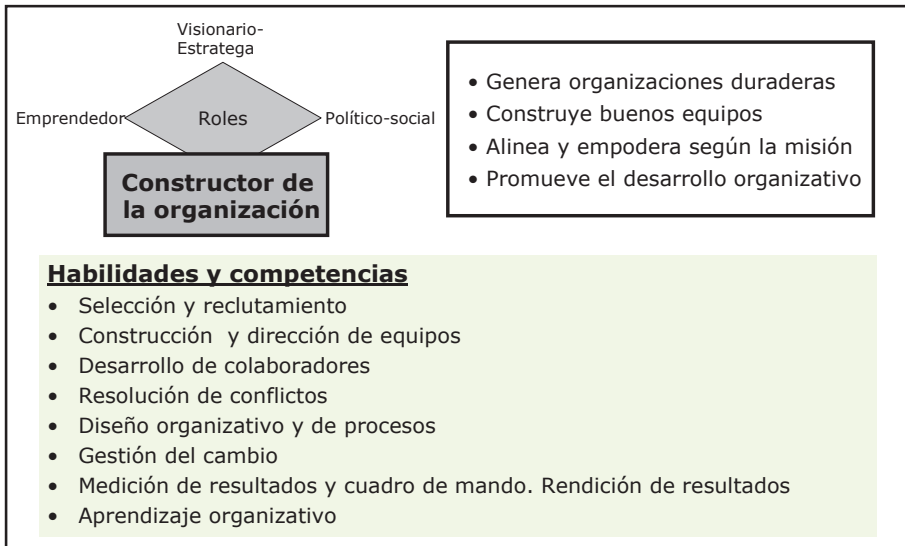 Visionario-
Estratega
Emprendedor
Roles
Político-social
Constructor de
la organización
• Genera organizaciones duraderas
• Construye buenos equipos
• Alinea y empodera según la misión
• Promueve el desarrollo organizativo
Habilidades y competencias
• Selección y reclutamiento
• Construcción y dirección de equipos
• Desarrollo de colaboradores
• Resolución de conflictos
• Diseño organizativo y de procesos
• Gestión del cambio
• Medición de resultados y cuadro de mando. Rendición de resultados
• Aprendizaje organizativo